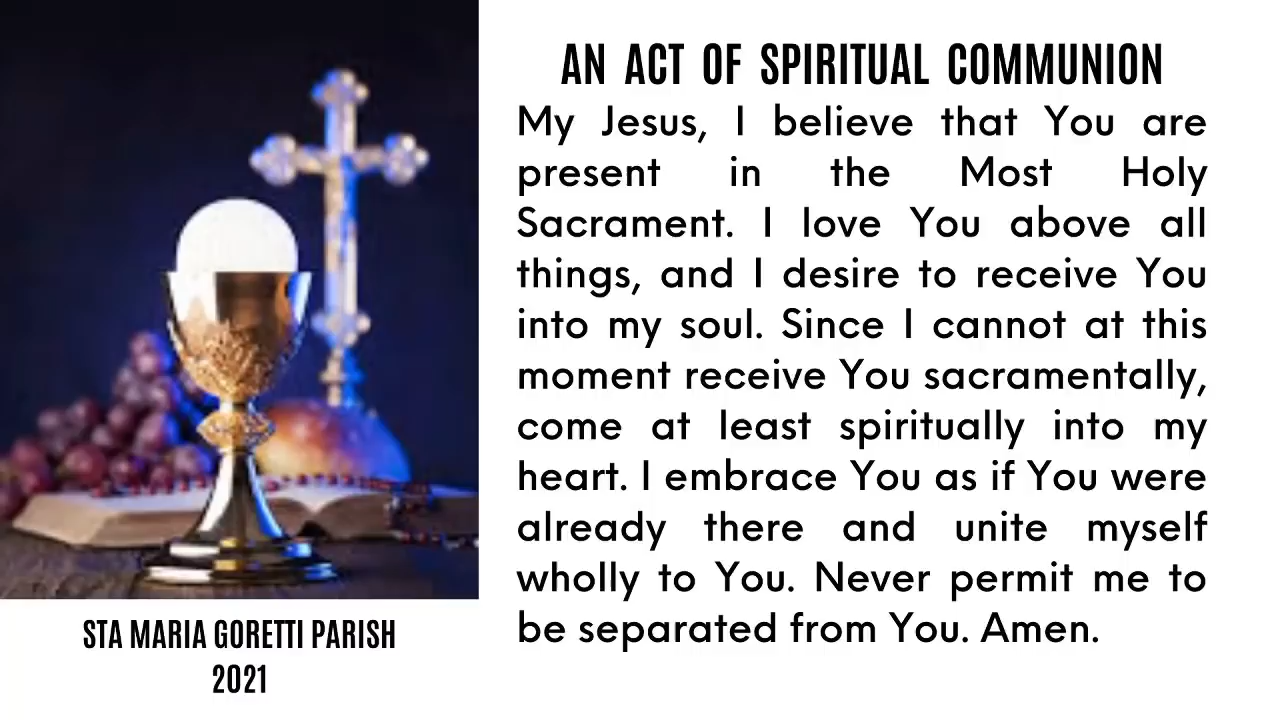 AN ACT OF SPIRITUAL COMMUNION
My Jesus, I believe that You are
present in the Most Holy
Sacrament. I love You above all
things, and I desire to receive You
into my soul. Since I cannot at this
moment receive You sacramentally,
come at least spiritually into my
heart. I embrace You as if You were
already there and unite myself
wholly to You. Never permit me to
be separated from You. Amen.
STA MARIA GORETTI PARISH
2021